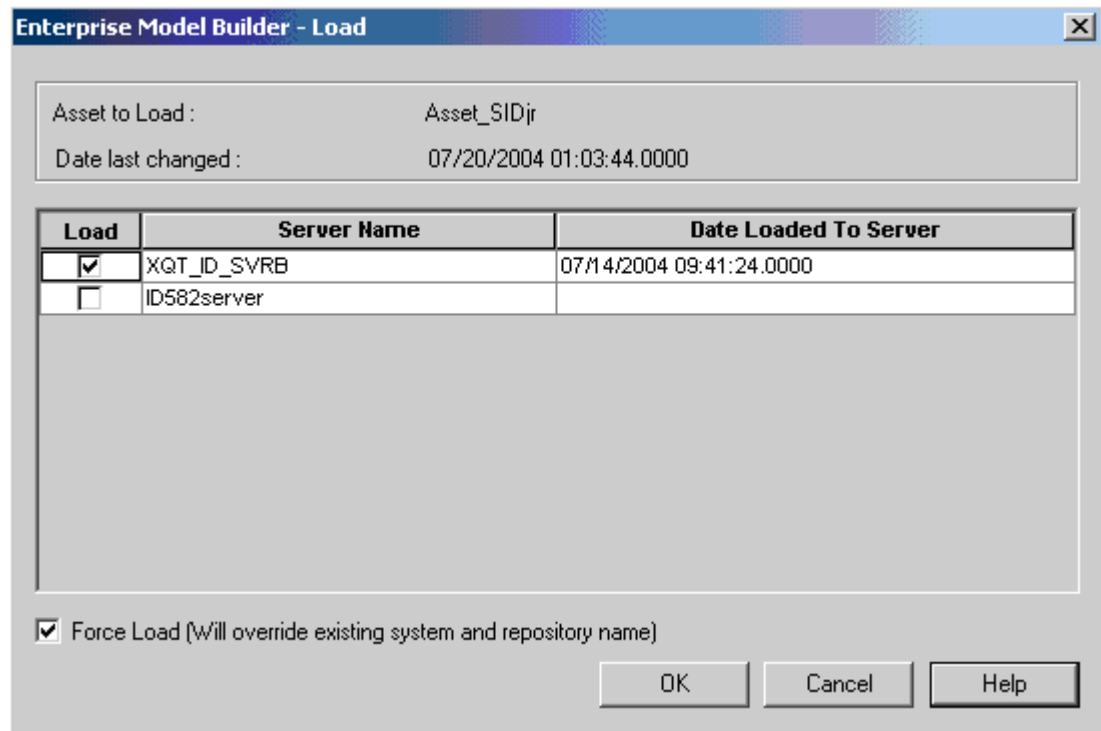 Enterprise Model Builder - Load
Asset to Load : Asset_SIDjr
Date last changed : 07/20/2004 01:03:44.0000
Load Server Name Date Loaded To Server
XQT_ID_SVRB 07/14/2004 09:41:24.0000
ID582server
Force Load (Will override existing system and repository name)
OK Cancel Help